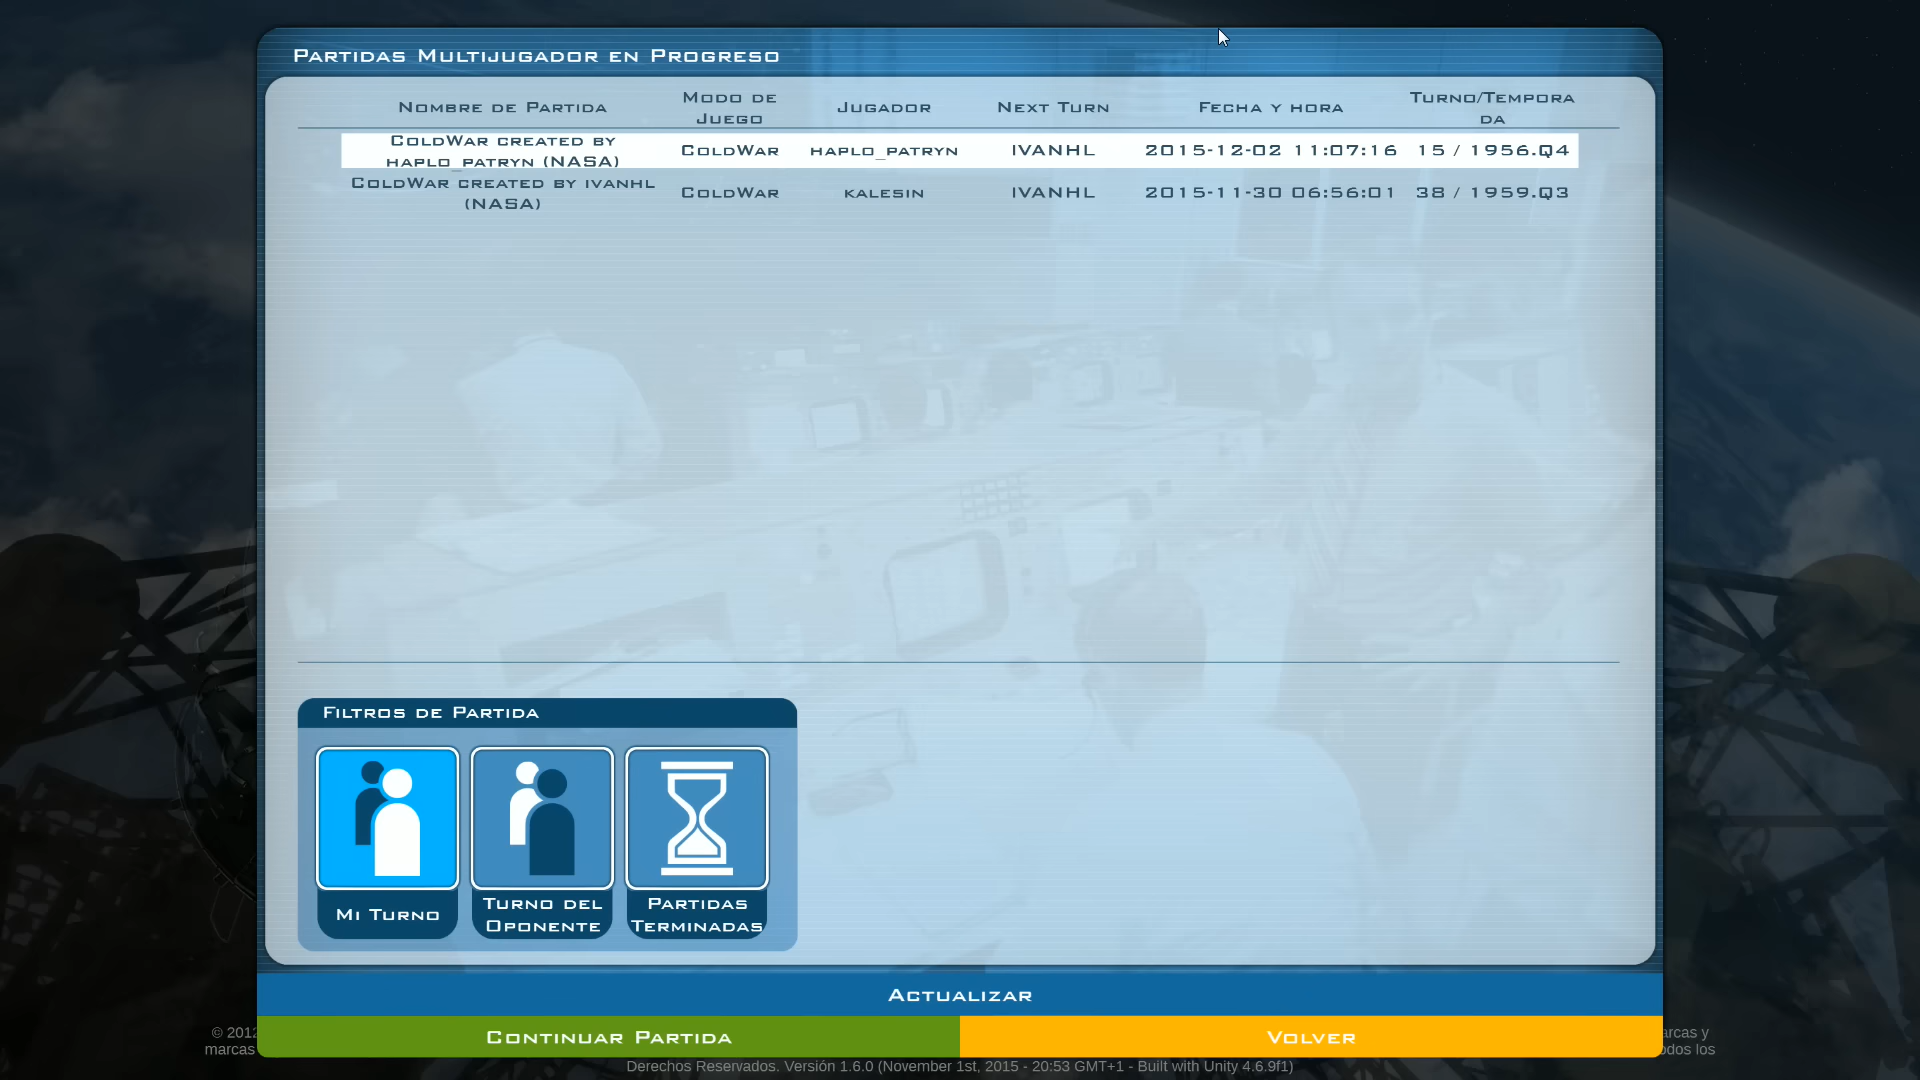 Partidas Multijugador en Progreso
Nombre de Partida
Modo de
Juego
Jugador
Next Turn
Fecha y hora
Turno/Tempora
da
ColdWar created by
haplo_patryn (NASA)
ColdWar
haplo_patryn
IVANHL
2015-12-02 11:07:16
15 / 1956.Q4
ColdWar created by ivanhl
(NASA)
ColdWar
kalesin
IVANHL
2015-11-30 06:56:01
38 / 1959.Q3
Filtros de Partida
Mi Turno
Turno del
Oponente
Partidas
Terminadas
Actualizar
Continuar Partida
Volver
© 2012
marcas
arcas y
odos los
Derechos Reservados. Versión 1.6.0 (November 1st, 2015 - 20:53 GMT+1 - Built with Unity 4.6.9f1)